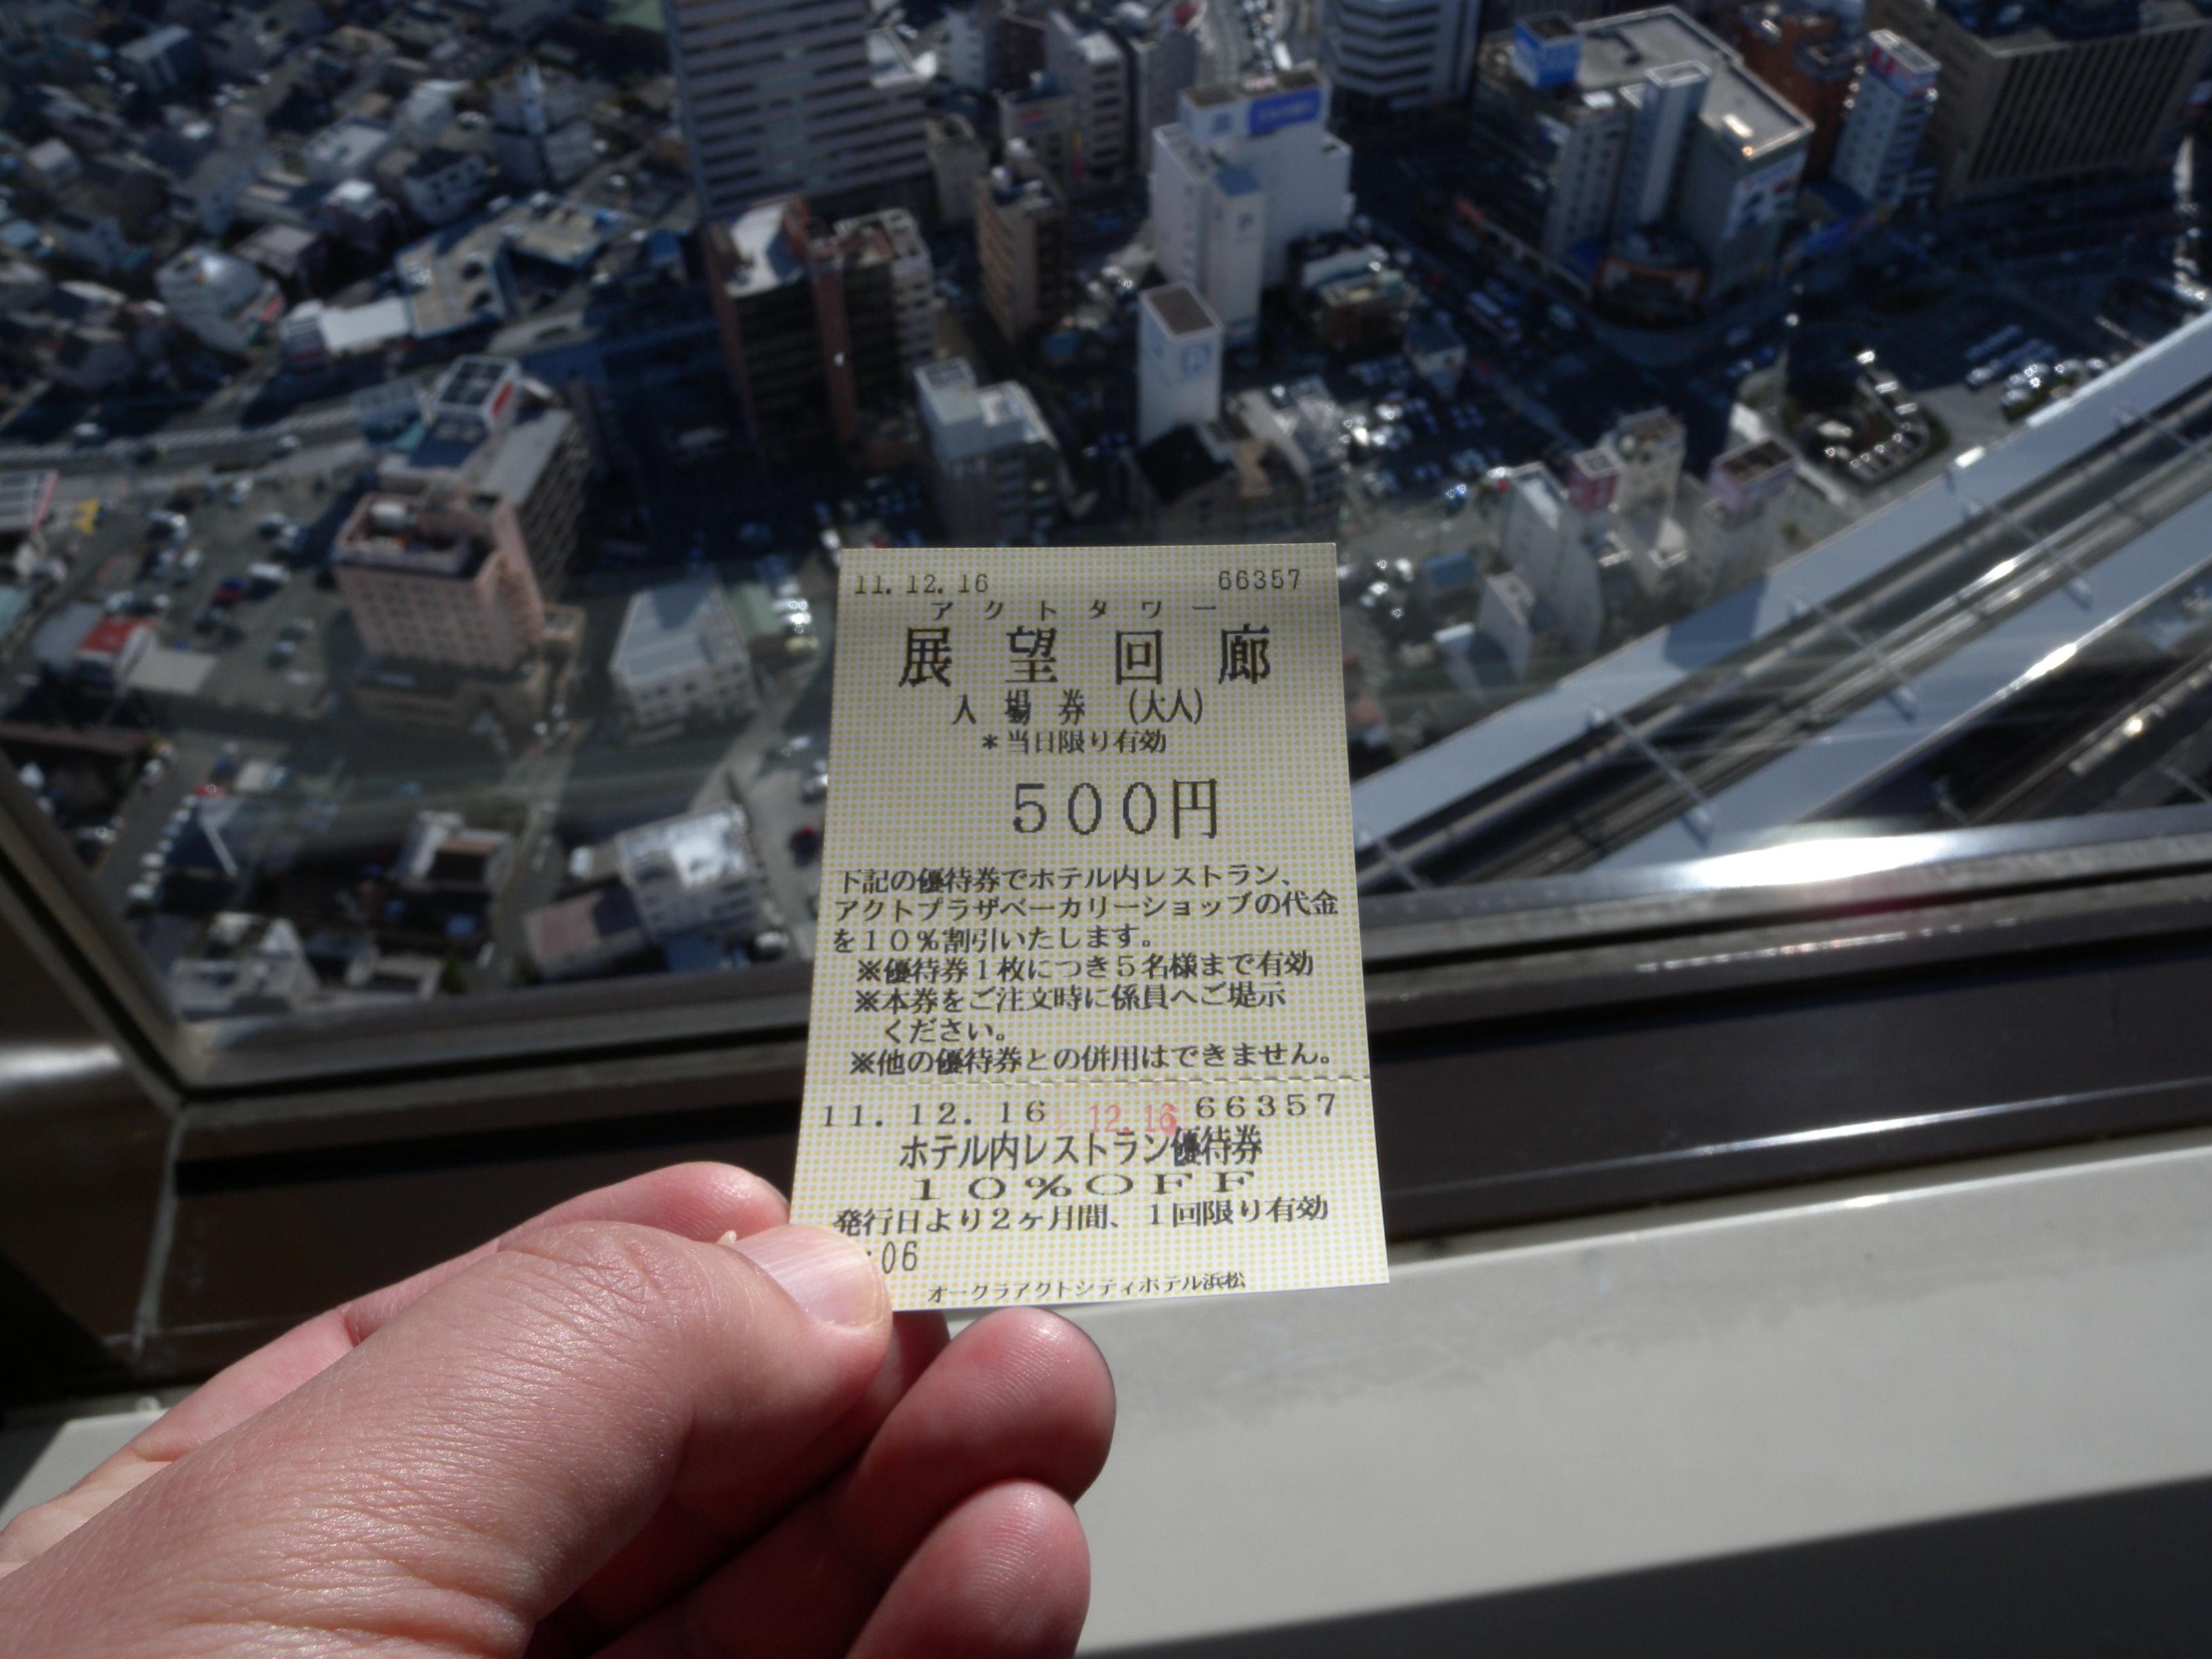 11.12.16 66357
アクトタワー
展望回廊
入場券 (大人)
*当日限り有効
500円
下記の優待券でホテル内レストラン、
アクトプラザベーカリーショップの代金
を10%割引いたします。
※優待券1枚につき5名様まで有効
※本券をご注文時に係員へご提示
ください。
※他の優待券との併用はできません。
11.12.16 12.16 66357
ホテル内レストラン優待券
10%OFF
発行日より2ヶ月間、1回限り有効
:06
オークラアクトシティホテル浜松